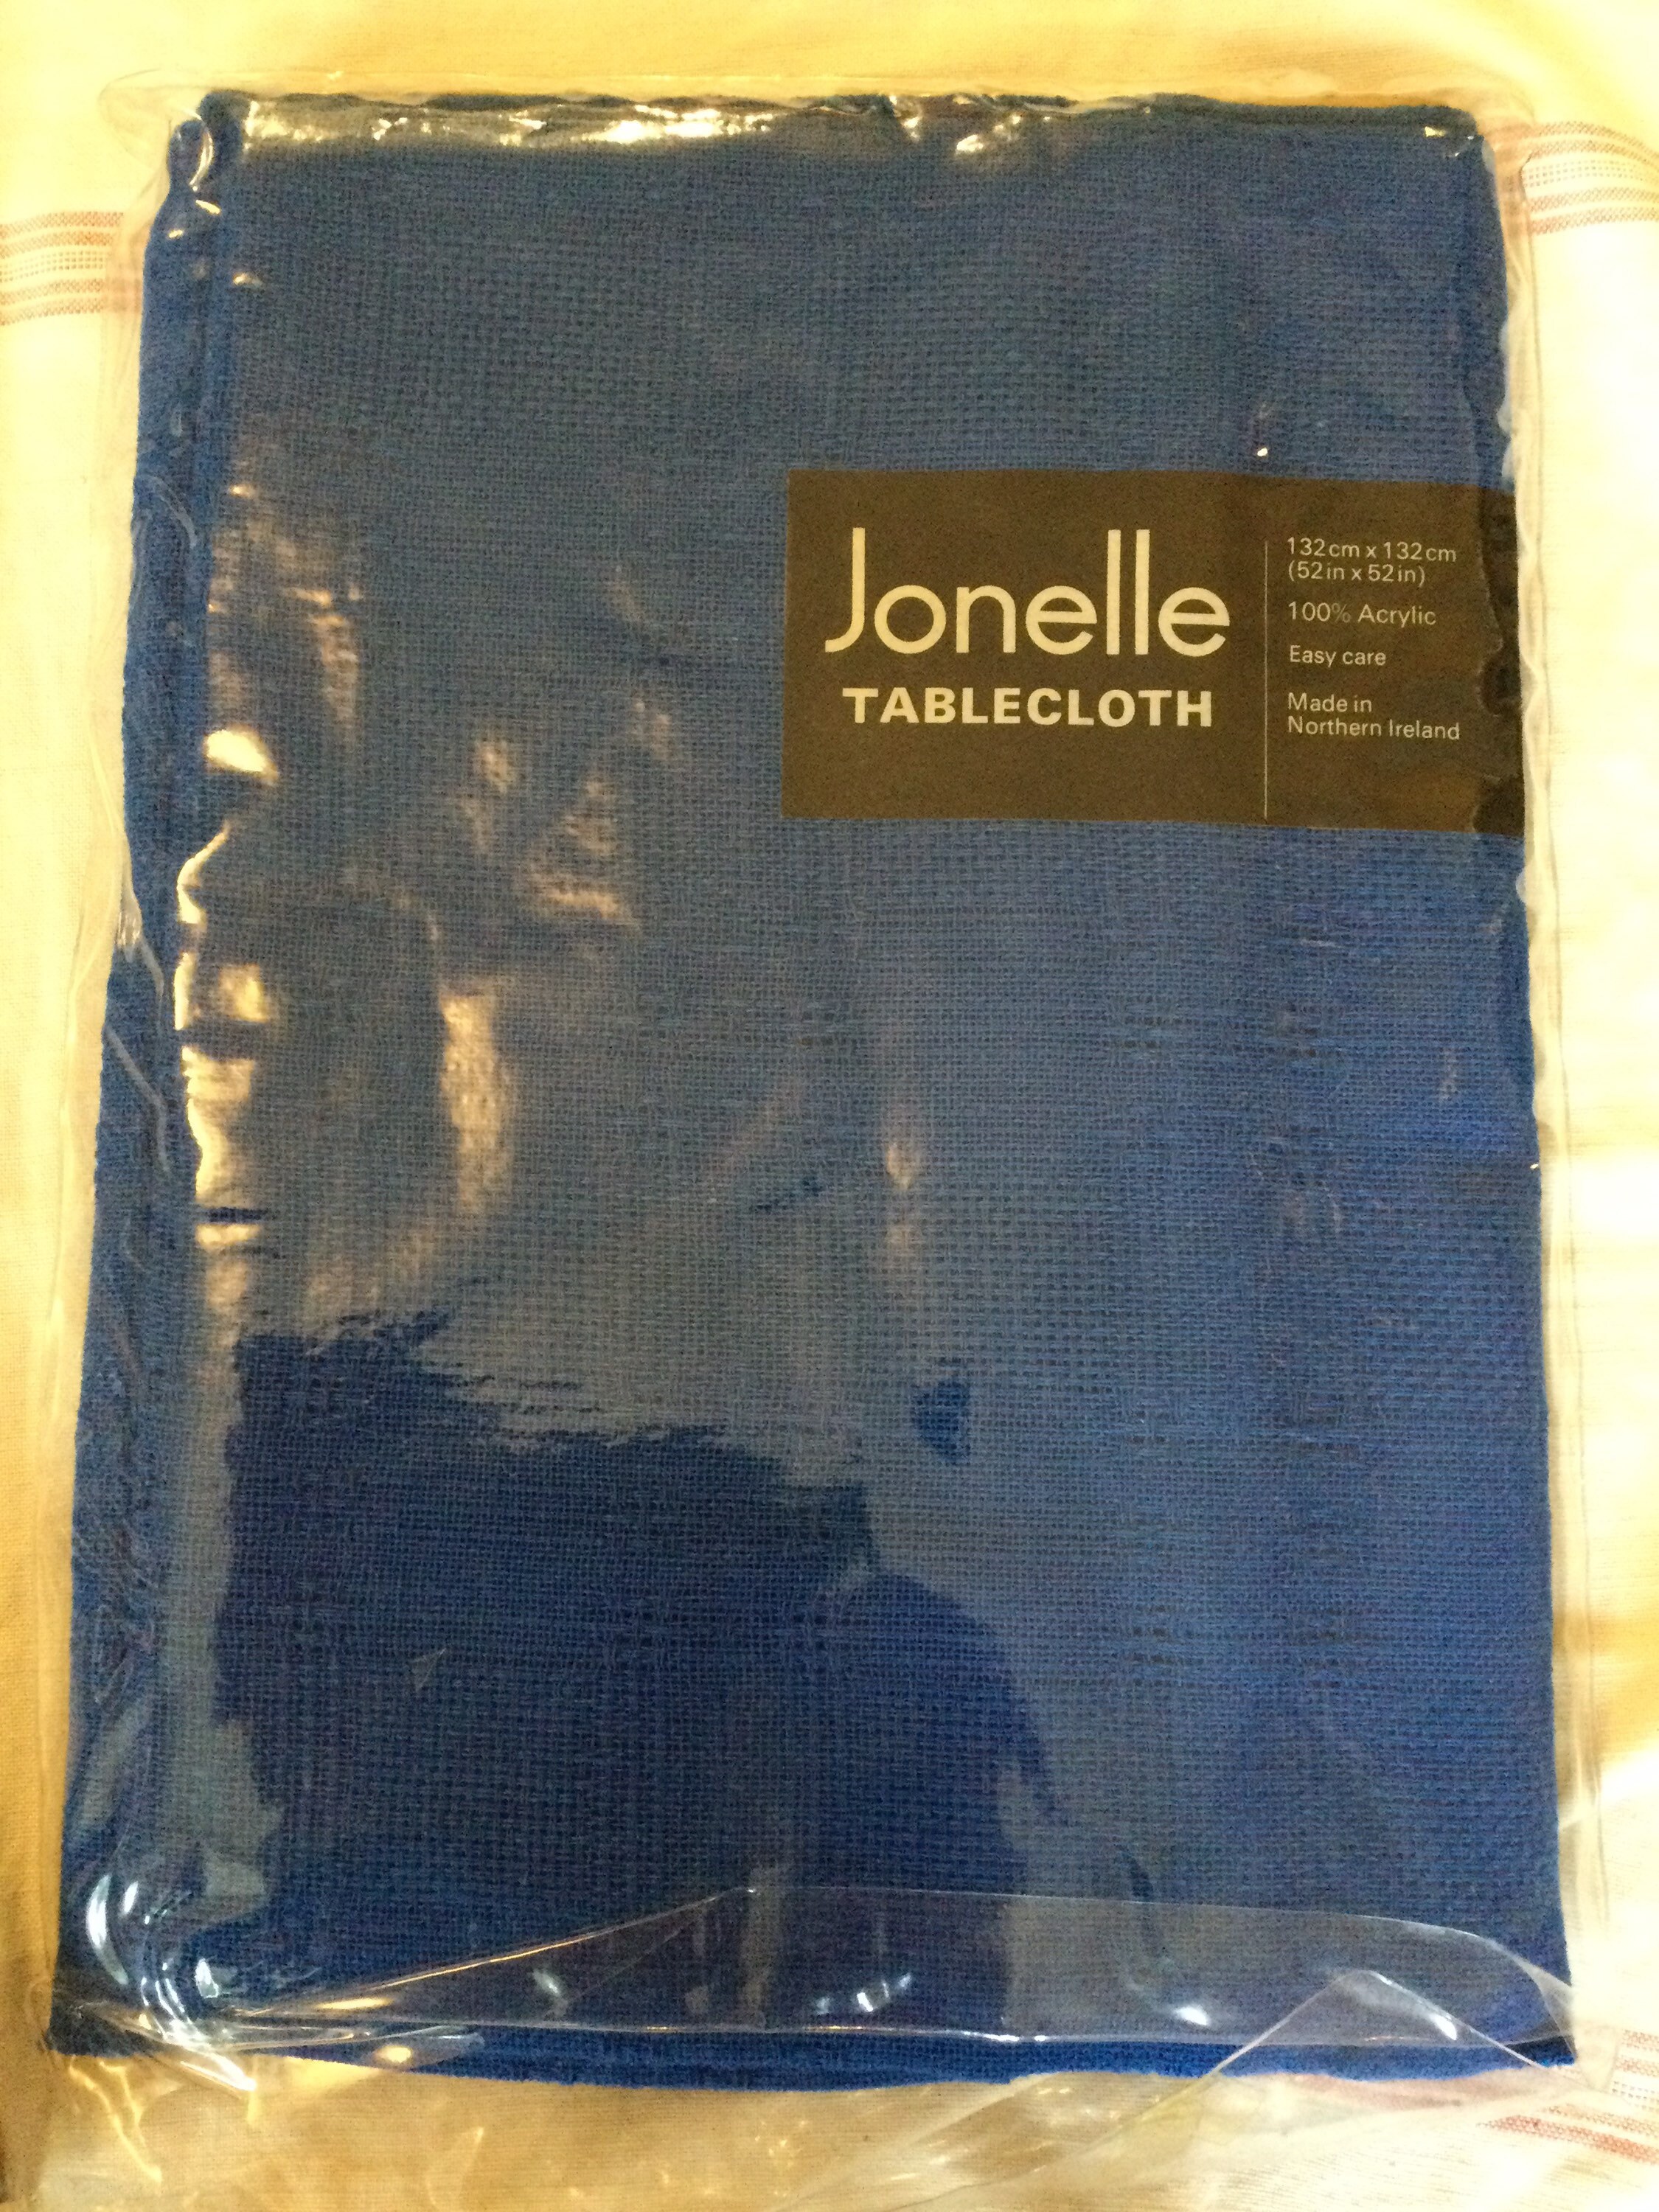 Jonelle
TABLECLOTH
132cm x 132cm
(52in x 52in)
100% Acrylic
Easy care
Made in
Northern Ireland